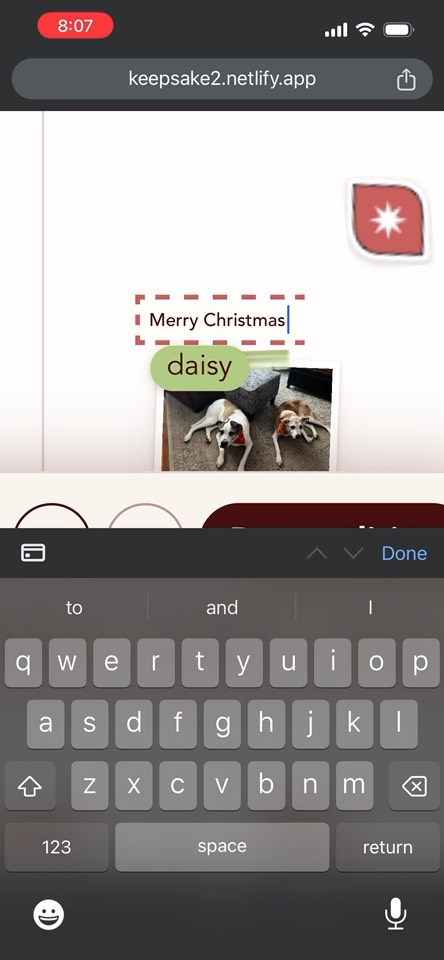 8:07
keepsake2.netlify.app
Merry Christmas
daisy
Done
to and I
q w e r t y u i o p
a s d f g h j k l
z x c v b n m
123 space return